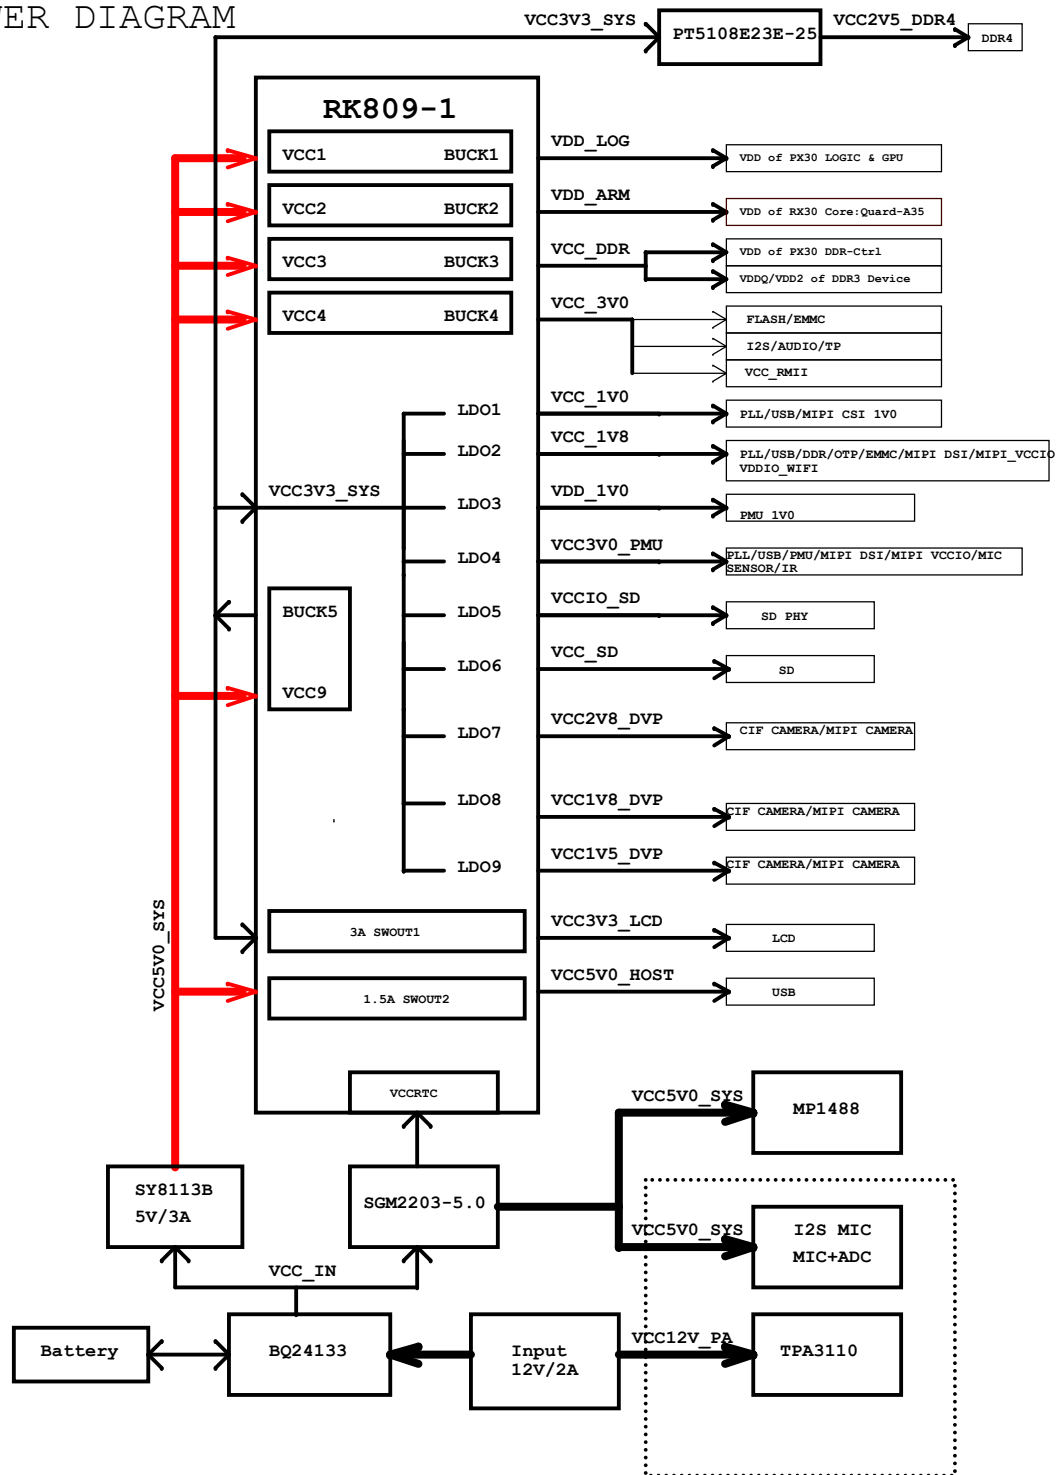 WER DIAGRAM
VCC3V3_SYS
PT5108E23E-25
VCC2V5_DDR4
DDR4
RK809-1
VCC1 BUCK1
VDD_LOG
VDD of PX30 LOGIC & GPU
VCC2 BUCK2
VDD_ARM
VDD of RX30 Core:Quard-A35
VCC3 BUCK3
VCC_DDR
VDD of PX30 DDR-Ctrl
VDDQ/VDD2 of DDR3 Device
VCC4 BUCK4
VCC_3V0
FLASH/EMMC
I2S/AUDIO/TP
VCC_RMII
LDO1
VCC_1V0
PLL/USB/MIPI CSI 1V0
LDO2
VCC_1V8
PLL/USB/DDR/OTP/EMMC/MIPI DSI/MIPI_VCCIO
VDDIO_WIFI
VCC3V3_SYS
LDO3
VDD_1V0
PMU 1V0
LDO4
VCC3V0_PMU
PLL/USB/PMU/MIPI DSI/MIPI VCCIO/MIC
SENSOR/IR
BUCK5
LDO5
VCCIO_SD
SD PHY
VCC9
LDO6
VCC_SD
SD
LDO7
VCC2V8_DVP
CIF CAMERA/MIPI CAMERA
LDO8
VCC1V8_DVP
CIF CAMERA/MIPI CAMERA
LDO9
VCC1V5_DVP
CIF CAMERA/MIPI CAMERA
VCC5V0_SYS
3A SWOUT1
VCC3V3_LCD
LCD
1.5A SWOUT2
VCC5V0_HOST
USB
VCCRTC
VCC5V0_SYS
MP1488
SY8113B
5V/3A
SGM2203-5.0
VCC5V0_SYS
I2S MIC
MIC+ADC
VCC_IN
Battery
BQ24133
Input
12V/2A
VCC12V_PA
TPA3110